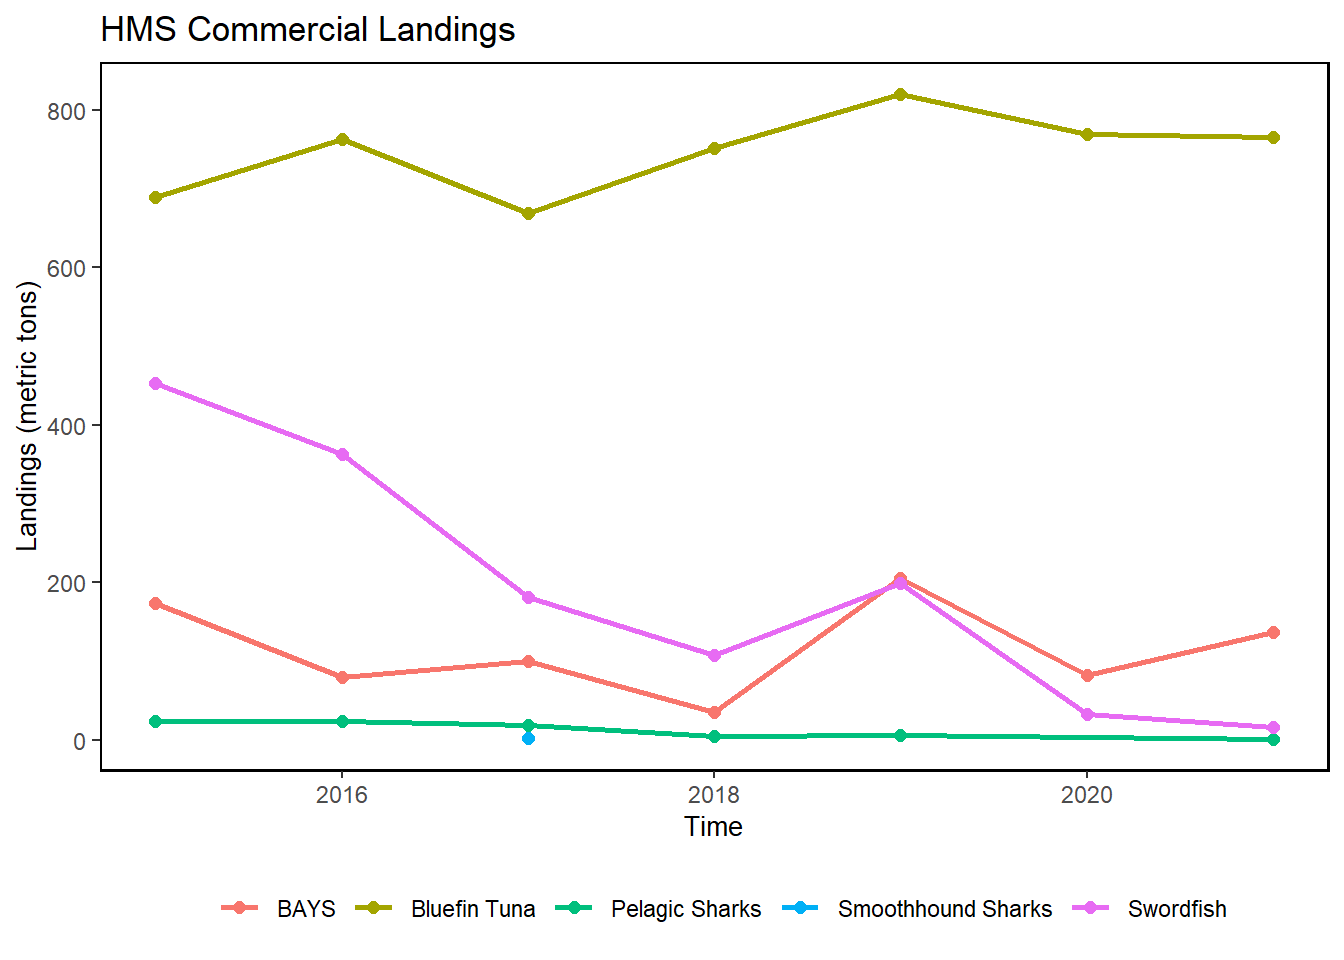 HMS Commercial Landings
800
600
400
200
0
Landings (metric tons)
2016 2018 2020
Time
BAYS Bluefin Tuna Pelagic Sharks Smoothhound Sharks Swordfish